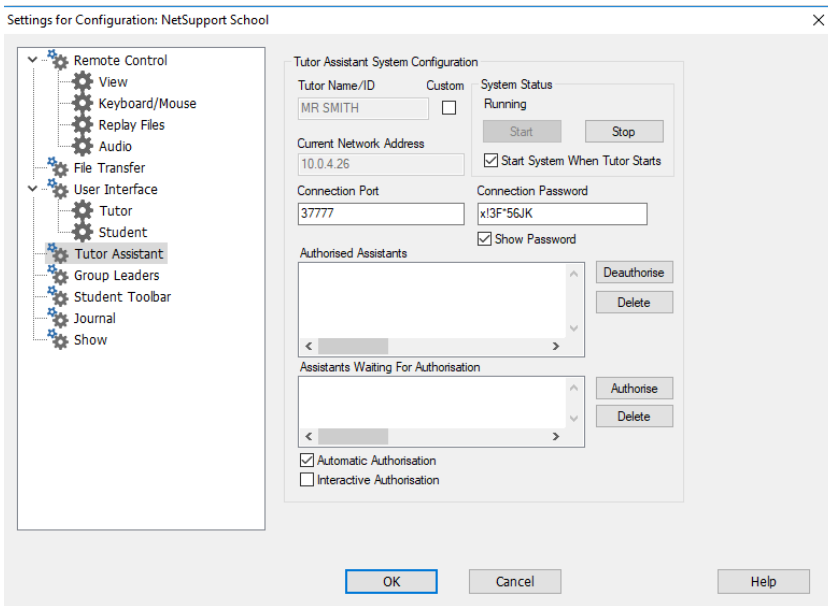 Settings for Configuration: NetSupport School
Remote Control
View
Keyboard/Mouse
Replay Files
Audio
File Transfer
User Interface
Tutor
Student
Tutor Assistant
Group Leaders
Student Toolbar
Journal
Show
Tutor Assistant System Configuration
Tutor Name/ID
Custom
MR SMITH
System Status
Running
Start
Stop
Start System When Tutor Starts
Current Network Address
10.0.4.26
Connection Port
37777
Connection Password
x!3F*56JK
Show Password
Authorised Assistants
Deauthorise
Delete
Assistants Waiting For Authorisation
Authorise
Delete
Automatic Authorisation
Interactive Authorisation
OK
Cancel
Help